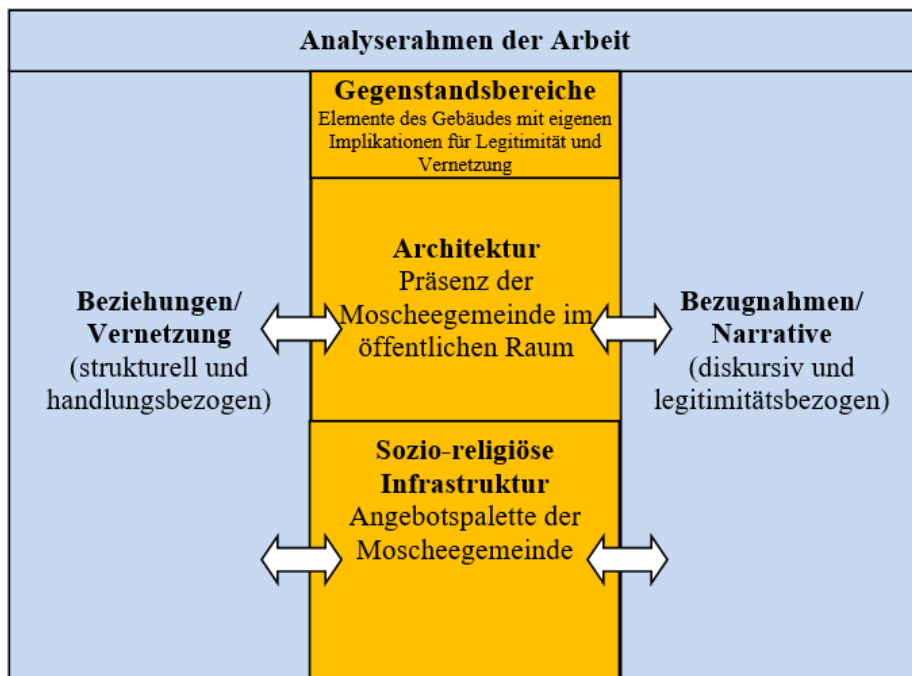 Analyserahmen der Arbeit
Gegenstandsbereiche
Elemente des Gebäudes mit eigenen
Implikationen für Legitimität und
Vernetzung
Beziehungen/
Vernetzung
(strukturell und
handlungsbezogen)
Architektur
Präsenz der
Moscheegemeinde im
öffentlichen Raum
Bezugnahmen/
Narrative
(diskursiv und
legitimitätsbezogen)
Sozio-religiöse
Infrastruktur
Angebotspalette der
Moscheegemeinde